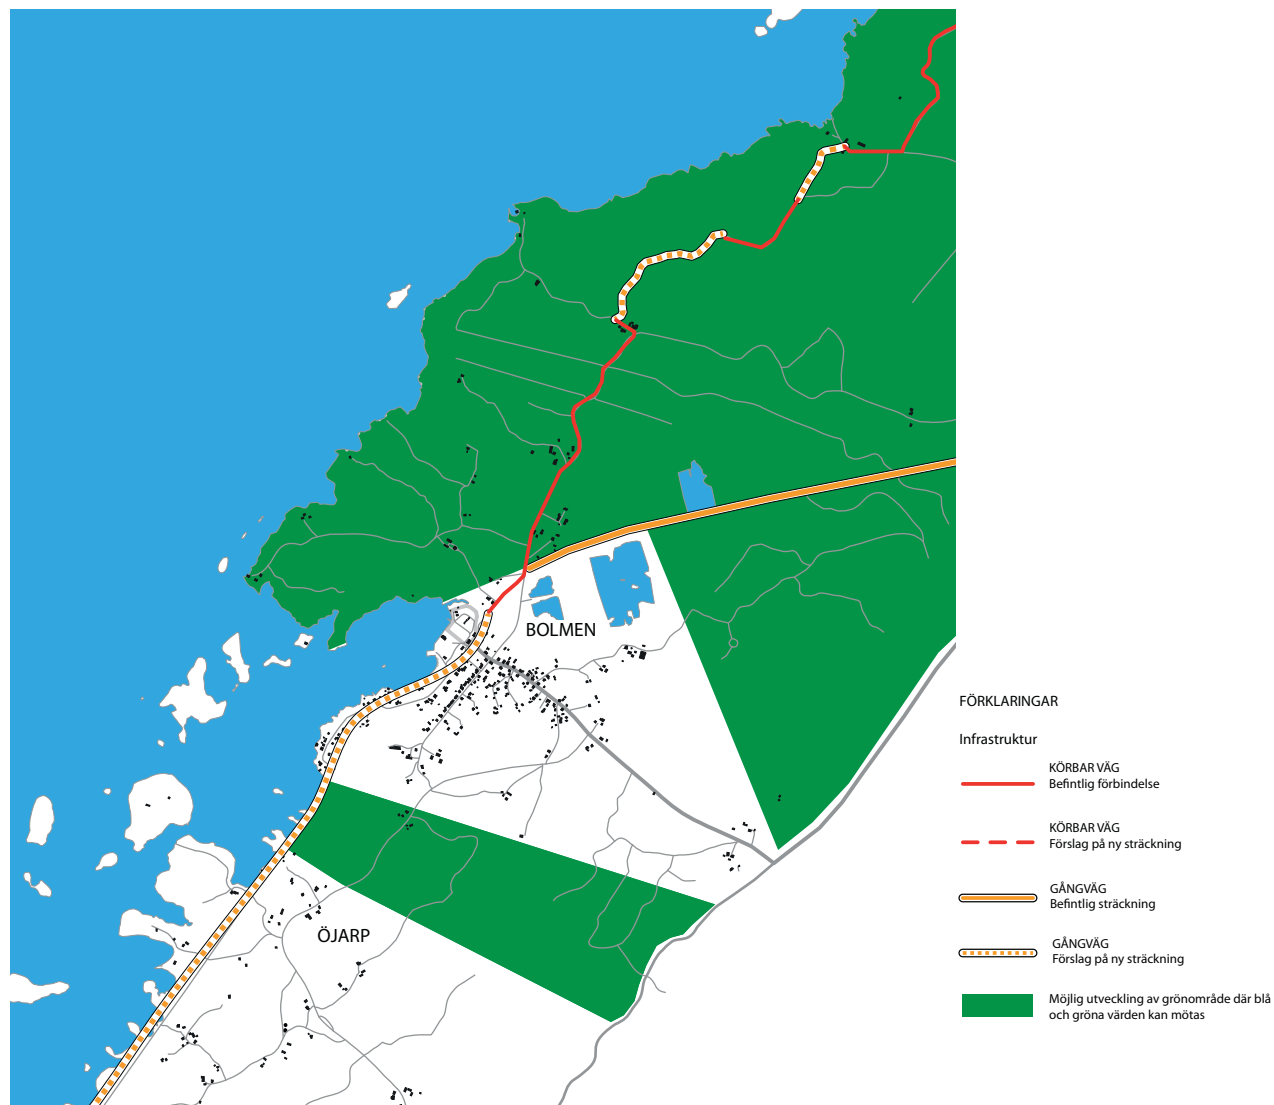 BOLMEN
ÖJARP
FÖRKLARINGAR
Infrastruktur
KÖRBAR VÄG
Befintlig förbindelse
KÖRBAR VÄG
Förslag på ny sträckning
GÅNGVÄG
Befintlig sträckning
GÅNGVÄG
Förslag på ny sträckning
Möjlig utveckling av grönområde där blå
och gröna värden kan mötas